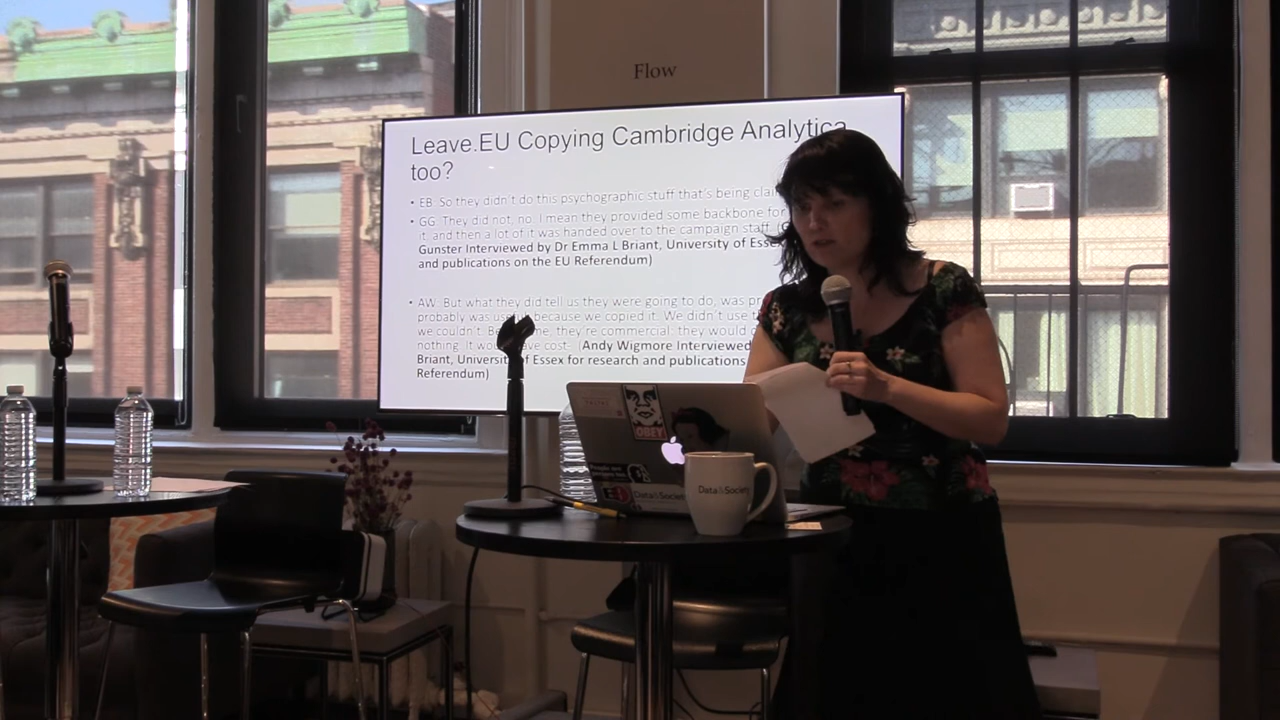 Flow
Leave.EU Copying Cambridge Analytica
too?
• EB. So they didn't do this psychographic stuff that's being
• GG. They did not, no. I mean they provided some backbone for
it, and then a lot of it was handed over to the campaign staff. (
Gunster Interviewed by Dr Emma L Briant, University of Essex
and publications on the EU Referendum)
• AW. But what they did tell us they were going to do, was
probably was because we copied it. We didn't use
we couldn't. they're commercial: they would
nothing. It cost- (Andy Wigmore Interviewed
Briant, University of Essex for research and publications
Referendum)
OBEY
Data&Society
Data&Society